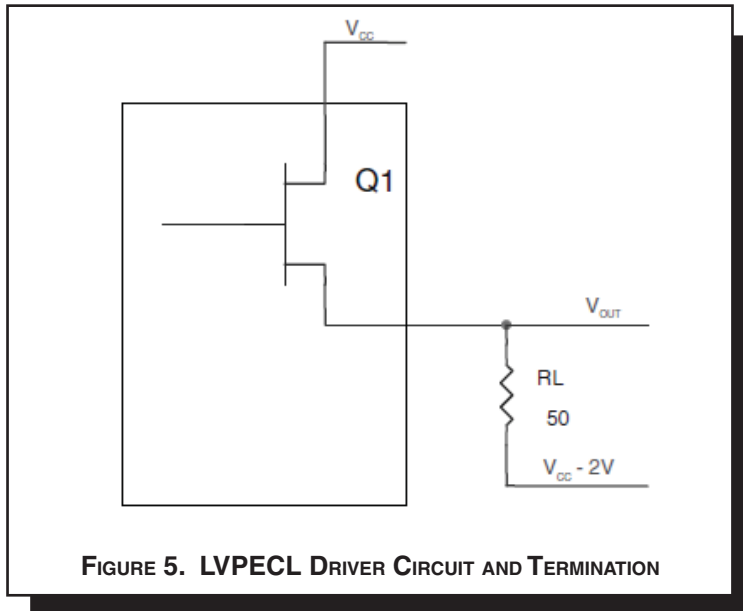 VCC
Q1
VOUT
RL
50
VCC - 2V
FIGURE 5. LVPECL DRIVER CIRCUIT AND TERMINATION